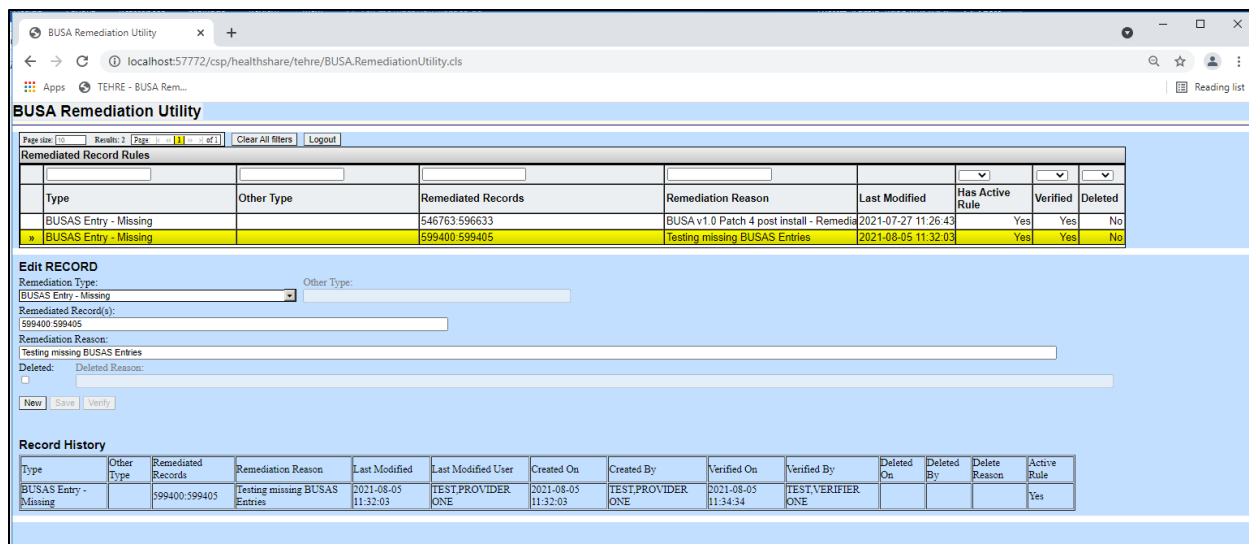 BUSA Remediation Utility
localhost:57772/csp/healthshare/tehre/BUSA.RemediationUtility.cls
Apps TEHRE - BUSA Rem... Reading list
BUSA Remediation Utility
Page size: 10 Results: 2 Page: |< << 1 >> >| of 1 Clear All filters Logout
Remediated Record Rules
Type Other Type Remediated Records Remediation Reason Last Modified Has Active Rule Verified Deleted
BUSAS Entry - Missing 546763:596633 BUSA v1.0 Patch 4 post install - Remedia 2021-07-27 11:26:43 Yes Yes No
» BUSAS Entry - Missing 599400:599405 Testing missing BUSAS Entries 2021-08-05 11:32:03 Yes Yes No
Edit RECORD
Remediation Type: Other Type:
BUSAS Entry - Missing
Remediated Record(s):
599400:599405
Remediation Reason:
Testing missing BUSAS Entries
Deleted: Deleted Reason:
New Save Verify
Record History
Type Other Type Remediated Records Remediation Reason Last Modified Last Modified User Created On Created By Verified On Verified By Deleted On Deleted By Delete Reason Active Rule
BUSAS Entry - Missing 599400:599405 Testing missing BUSAS Entries 2021-08-05 11:32:03 TEST,PROVIDER ONE 2021-08-05 11:32:03 TEST,PROVIDER ONE 2021-08-05 11:34:34 TEST,VERIFIER ONE Yes